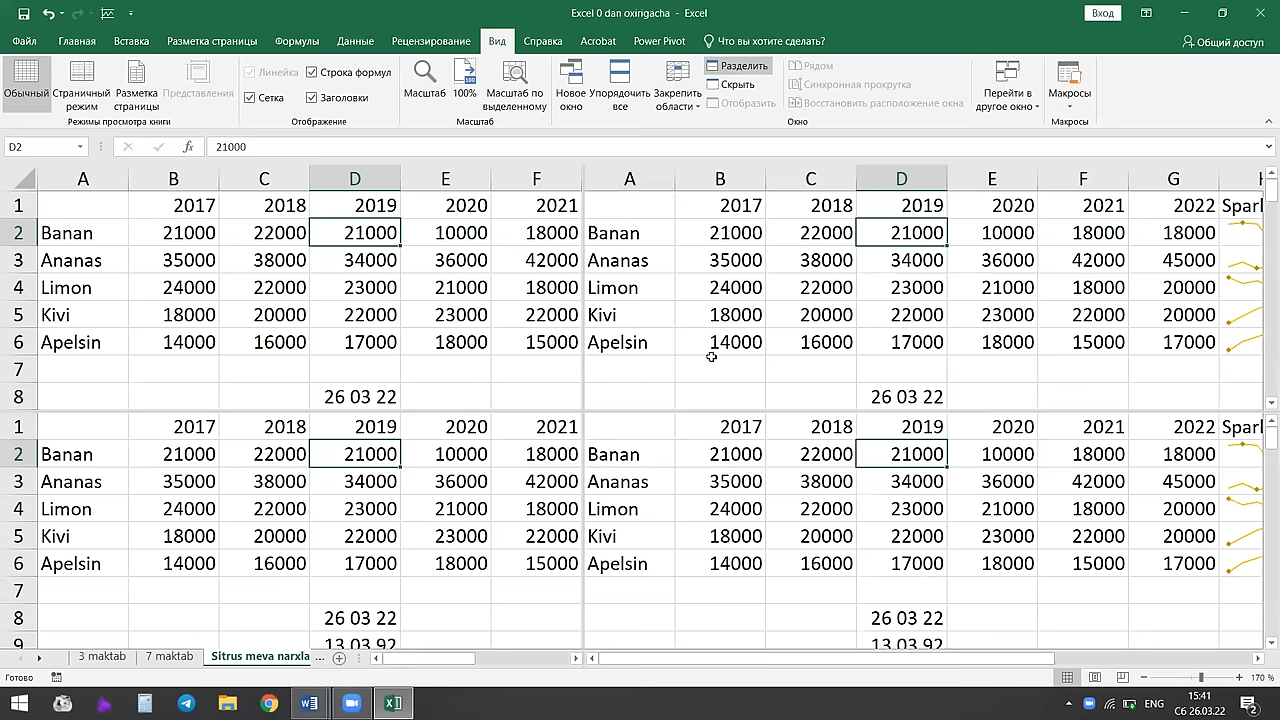 Excel 0 dan oxirigacha - Excel
Вход
Файл Главная Вставка Разметка страницы Формулы Данные Рецензирование Вид Справка Acrobat Power Pivot Что вы хотите сделать? Общий доступ
Обычный Страничный режим Разметка страницы Представления
Линейка Строка формул
Сетка Заголовки
Масштаб 100% Масштаб по выделенному
Новое окно Упорядочить все Закрепить области
Разделить
Скрыть
Отобразить
Рядом
Синхронная прокрутка
Восстановить расположение окна
Перейти в другое окно
Макросы
Режимы просмотра книги Отображение Масштаб Окно Макросы
D2 fx 21000
A B C D E F A B C D E F G H
1 2017 2018 2019 2020 2021 2017 2018 2019 2020 2021 2022 Sparl
2 Banan 21000 22000 21000 10000 18000 Banan 21000 22000 21000 10000 18000 18000
3 Ananas 35000 38000 34000 36000 42000 Ananas 35000 38000 34000 36000 42000 45000
4 Limon 24000 22000 23000 21000 18000 Limon 24000 22000 23000 21000 18000 20000
5 Kivi 18000 20000 22000 23000 22000 Kivi 18000 20000 22000 23000 22000 20000
6 Apelsin 14000 16000 17000 18000 15000 Apelsin 14000 16000 17000 18000 15000 17000
7
8 26 03 22 26 03 22
1 2017 2018 2019 2020 2021 2017 2018 2019 2020 2021 2022 Sparl
2 Banan 21000 22000 21000 10000 18000 Banan 21000 22000 21000 10000 18000 18000
3 Ananas 35000 38000 34000 36000 42000 Ananas 35000 38000 34000 36000 42000 45000
4 Limon 24000 22000 23000 21000 18000 Limon 24000 22000 23000 21000 18000 20000
5 Kivi 18000 20000 22000 23000 22000 Kivi 18000 20000 22000 23000 22000 20000
6 Apelsin 14000 16000 17000 18000 15000 Apelsin 14000 16000 17000 18000 15000 17000
7
8 26 03 22 26 03 22
9 13 03 92 13 03 92
3 maktab 7 maktab Sitrus meva narxla ...
Готово 170 %
ENG 15:41
Сб 26.03.22
2